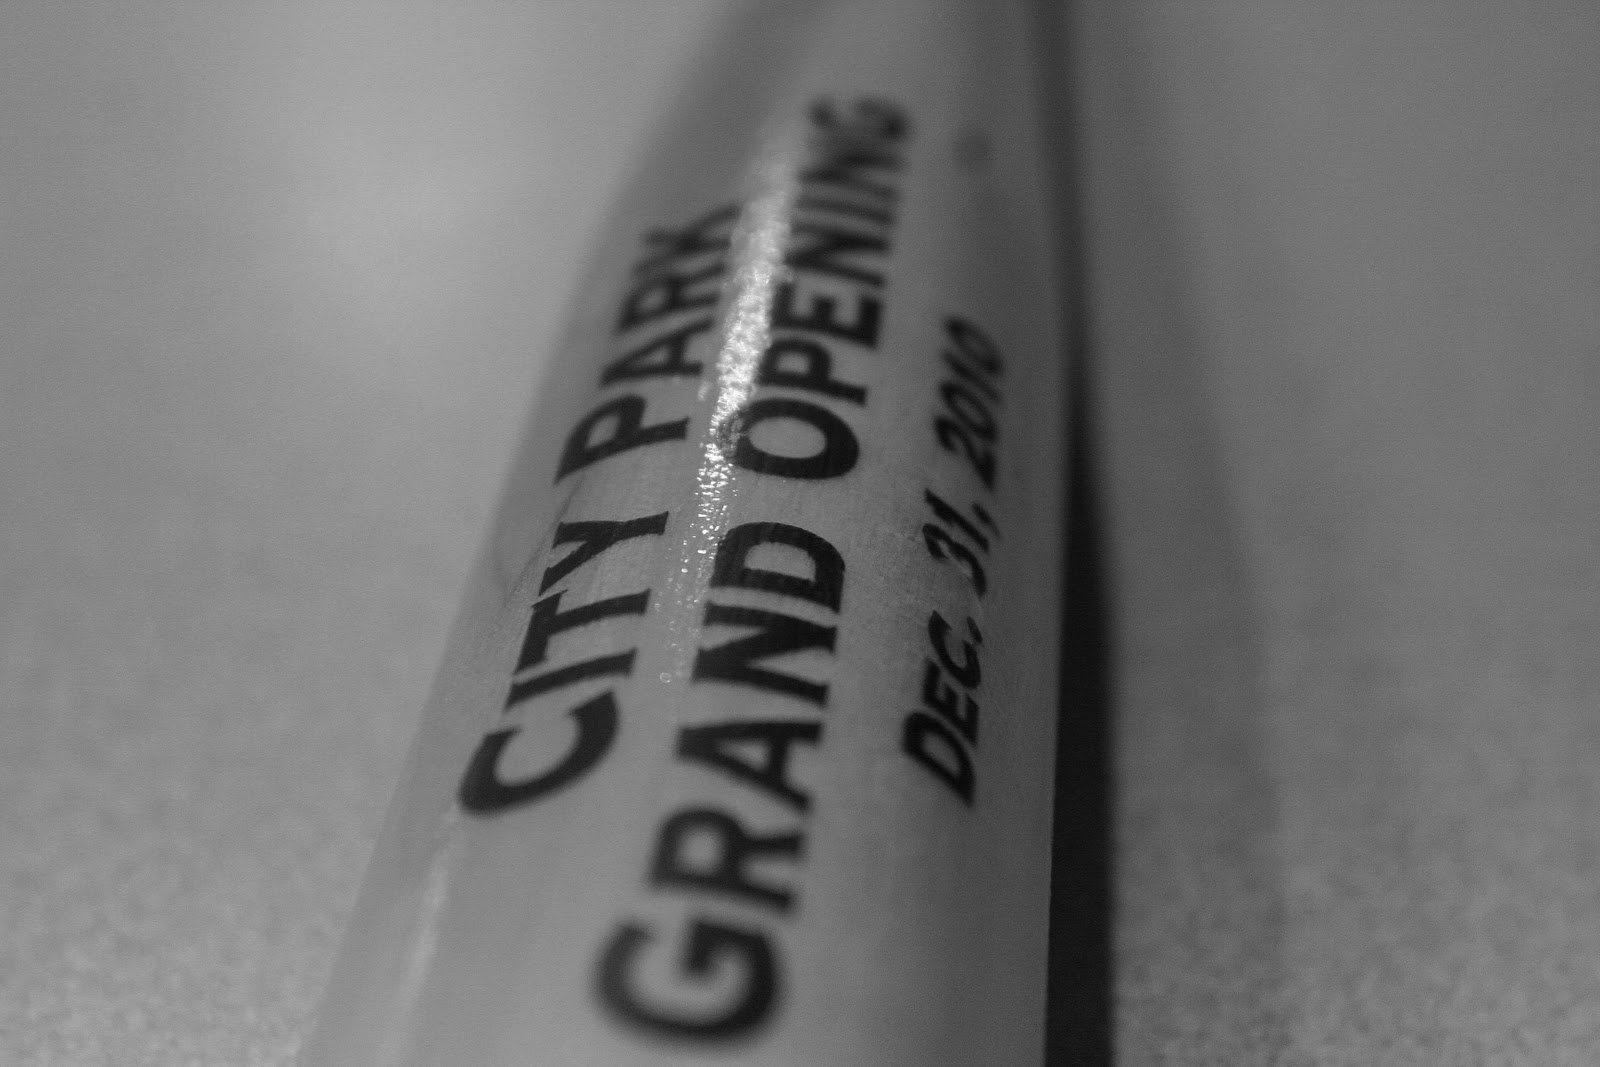 CITY PARK
GRAND OPENING
DEC. 31, 2010